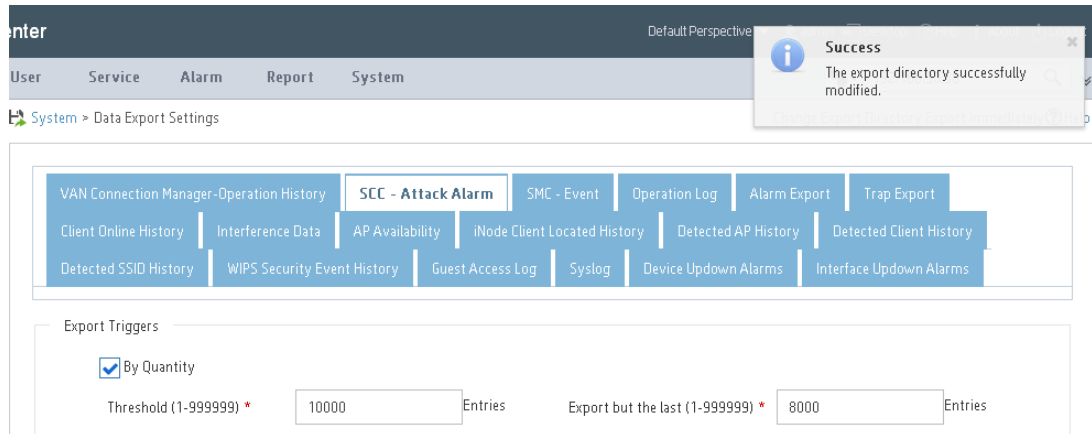 enter
Default Perspective
Success
The export directory successfully
modified.
User Service Alarm Report System
System > Data Export Settings
VAN Connection Manager-Operation History SCC - Attack Alarm SMC - Event Operation Log Alarm Export Trap Export
Client Online History Interference Data AP Availability iNode Client Located History Detected AP History Detected Client History
Detected SSID History WIPS Security Event History Guest Access Log Syslog Device Updown Alarms Interface Updown Alarms
Export Triggers
By Quantity
Threshold (1-999999) * 10000 Entries Export but the last (1-999999) * 8000 Entries